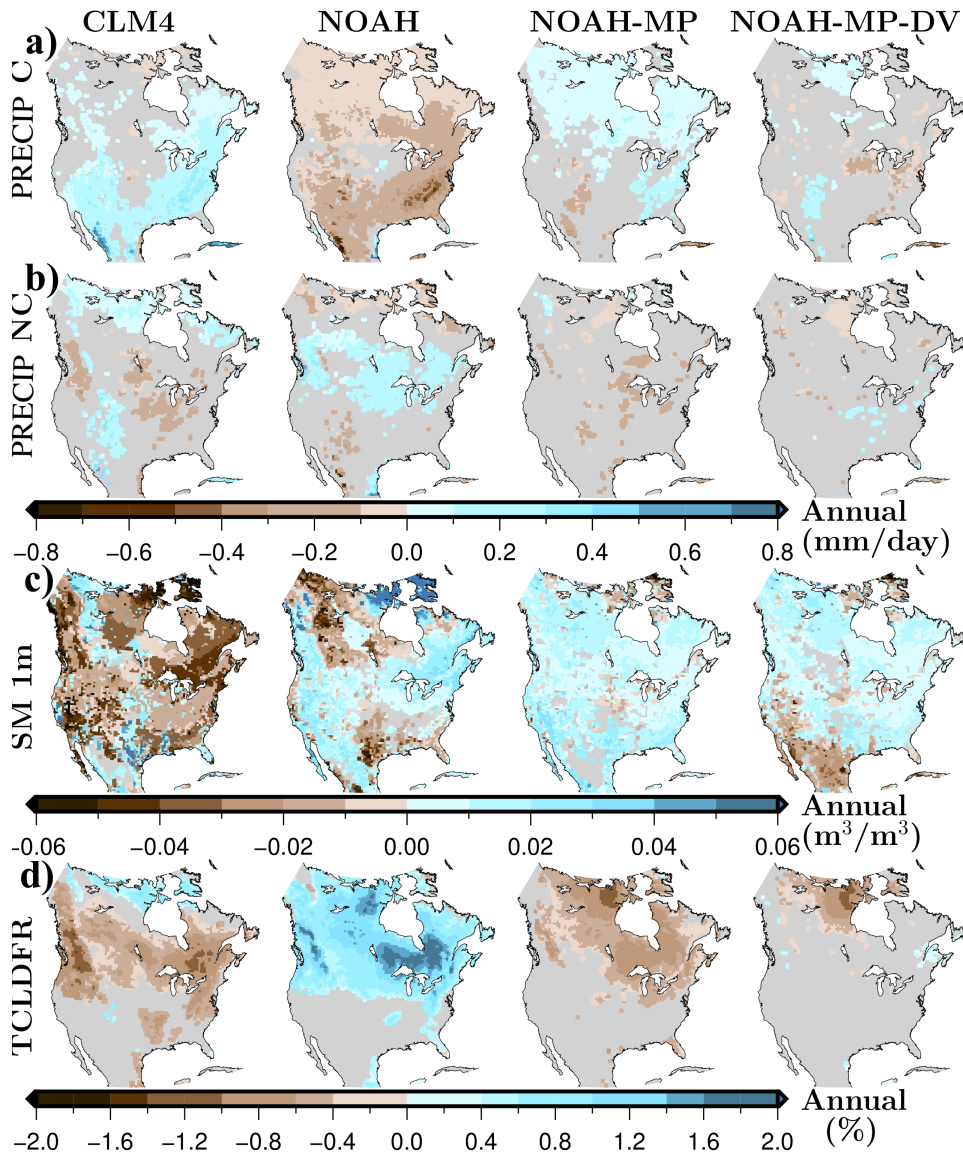 CLM4 NOAH NOAH-MP NOAH-MP-DV
a)
PRECIP C
b)
PRECIP NC
−0.8 −0.6 −0.4 −0.2 0.0 0.2 0.4 0.6 0.8
Annual
(mm/day)
c)
SM 1m
−0.06 −0.04 −0.02 0.00 0.02 0.04 0.06
Annual
(m³/m³)
d)
TCLDFR
−2.0 −1.6 −1.2 −0.8 −0.4 0.0 0.4 0.8 1.2 1.6 2.0
Annual
(%)